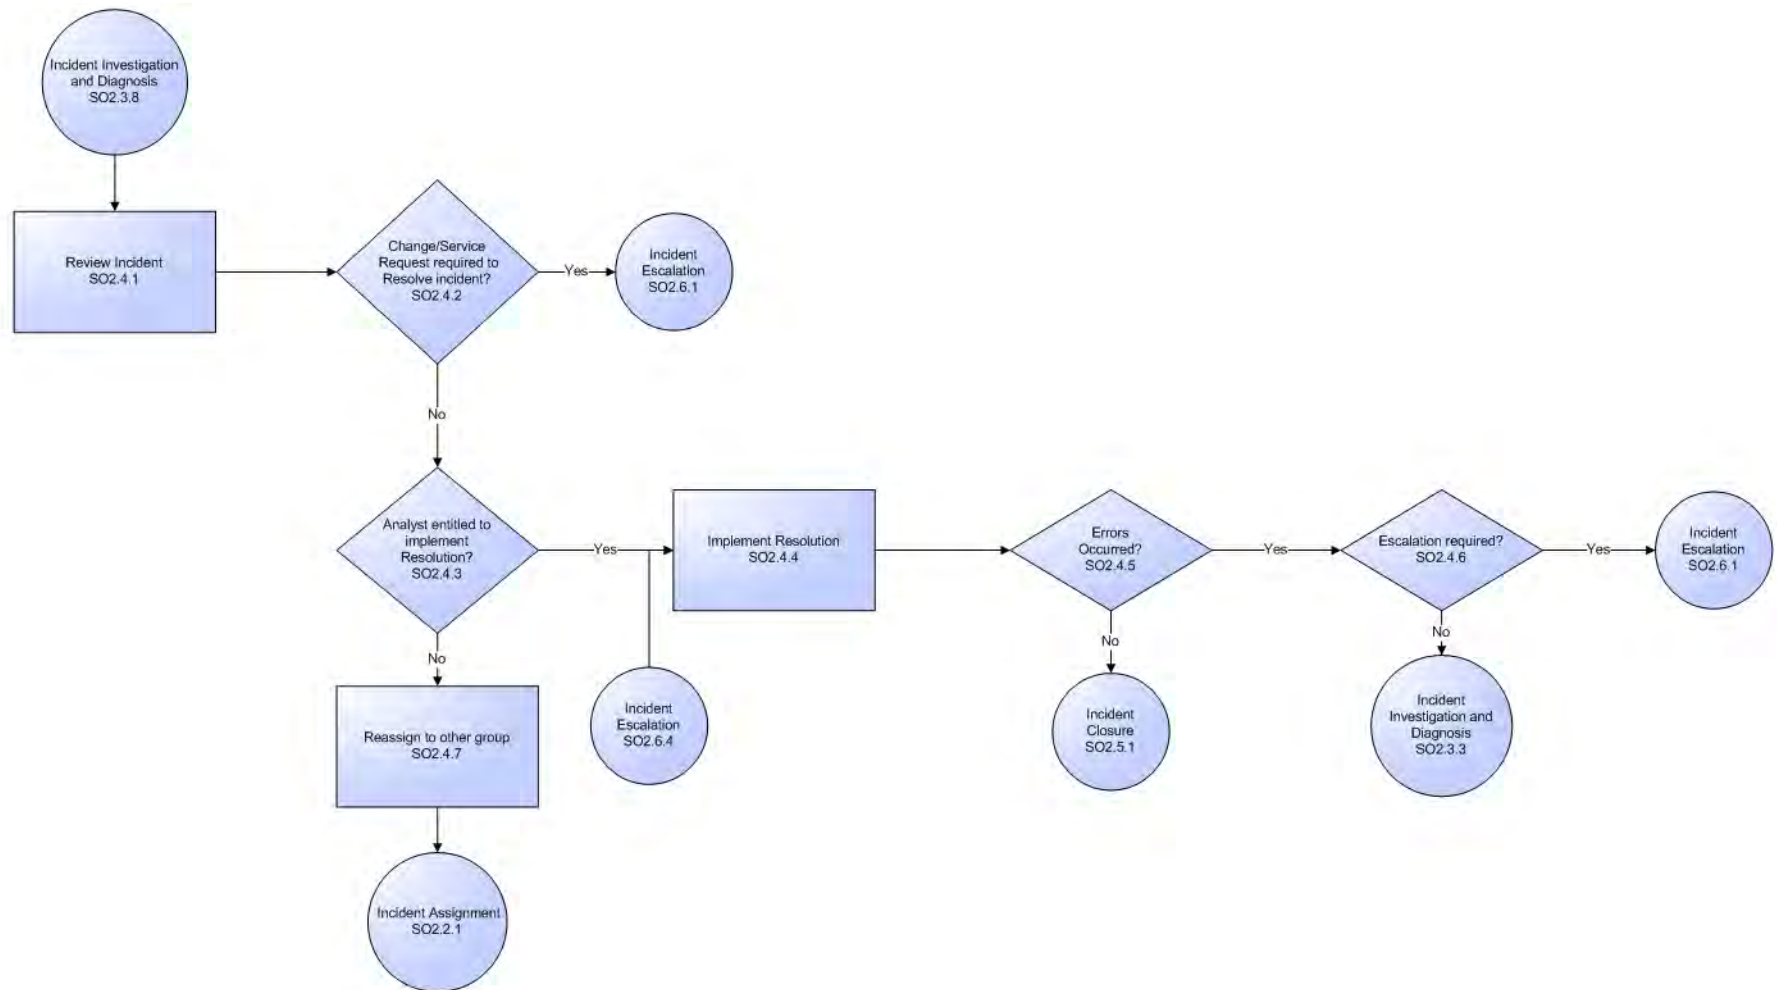 Incident Investigation
and Diagnosis
SO2.3.8
Review Incident
SO2.4.1
Change/Service
Request required to
Resolve incident?
SO2.4.2
Yes
Incident
Escalation
SO2.6.1
No
Analyst entitled to
implement
Resolution?
SO2.4.3
Yes
Implement Resolution
SO2.4.4
Errors
Occurred?
SO2.4.5
Yes
Escalation required?
SO2.4.6
Yes
Incident
Escalation
SO2.6.1
No
No
No
Reassign to other group
SO2.4.7
Incident
Escalation
SO2.6.4
Incident
Closure
SO2.5.1
Incident
Investigation and
Diagnosis
SO2.3.3
Incident Assignment
SO2.2.1